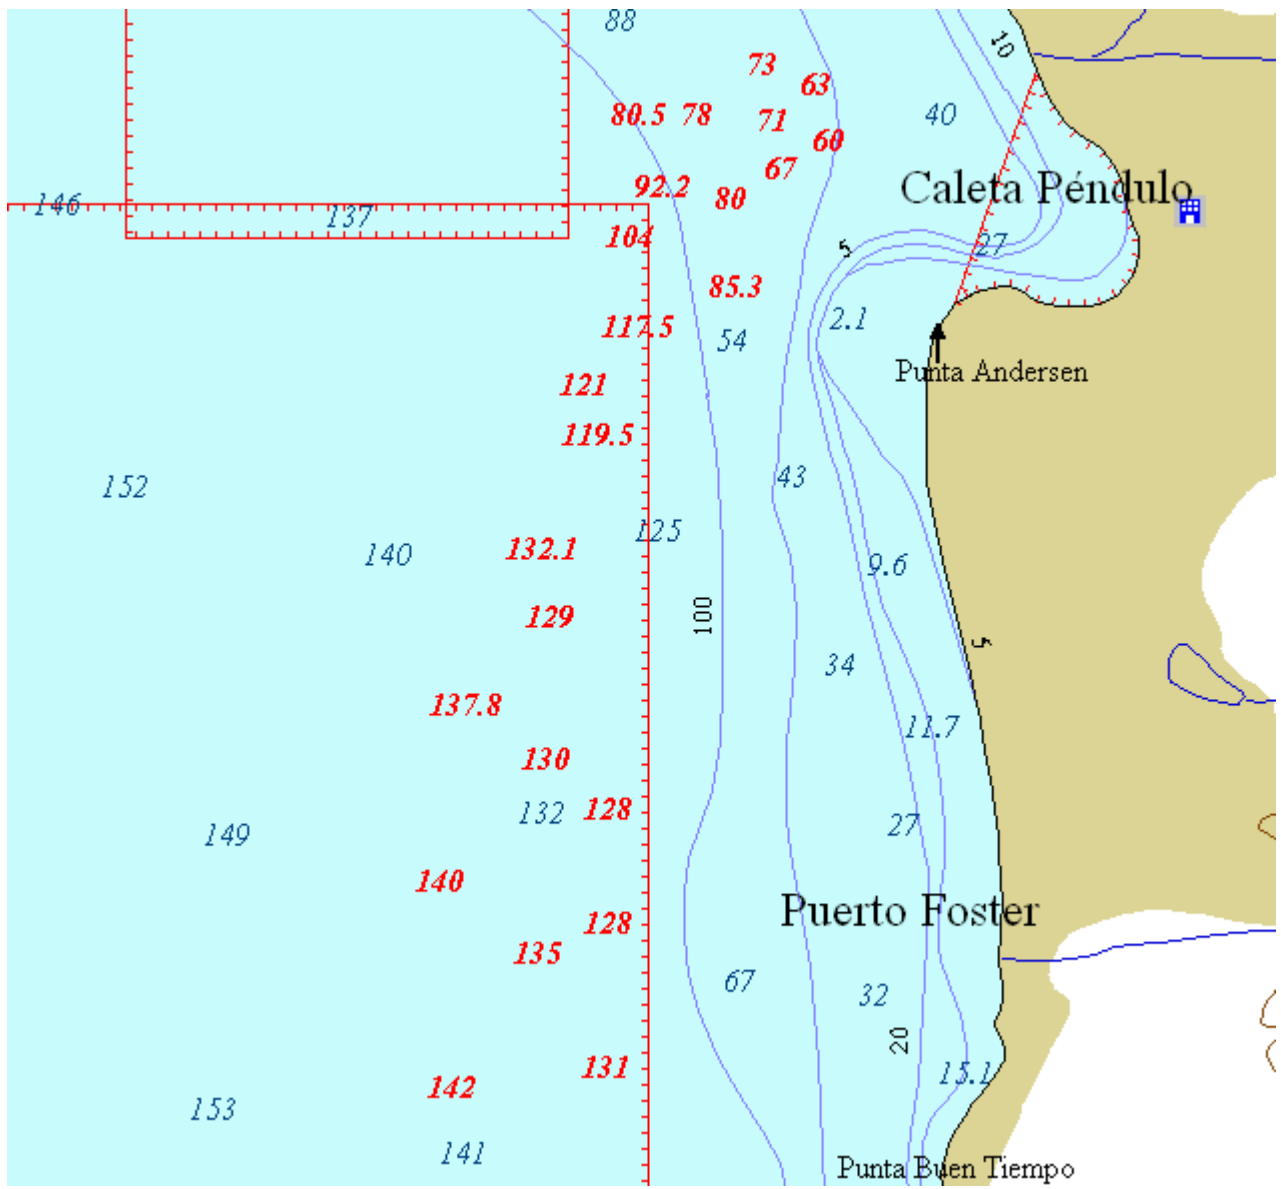 88
10
73
63
80.5 78 71 40
60
67
92.2 80 Caleta Péndulo
146 137
104 5 27
85.3
117.5 54 2.1
121 Punta Andersen
119.5
152 43
132.1 140 125 9.6
129 100
34 5
137.8 11.7
130
128 132 27
149
140 Puerto Foster
128
135
67 32
20
131 15.1
142
153
141 Punta Buen Tiempo